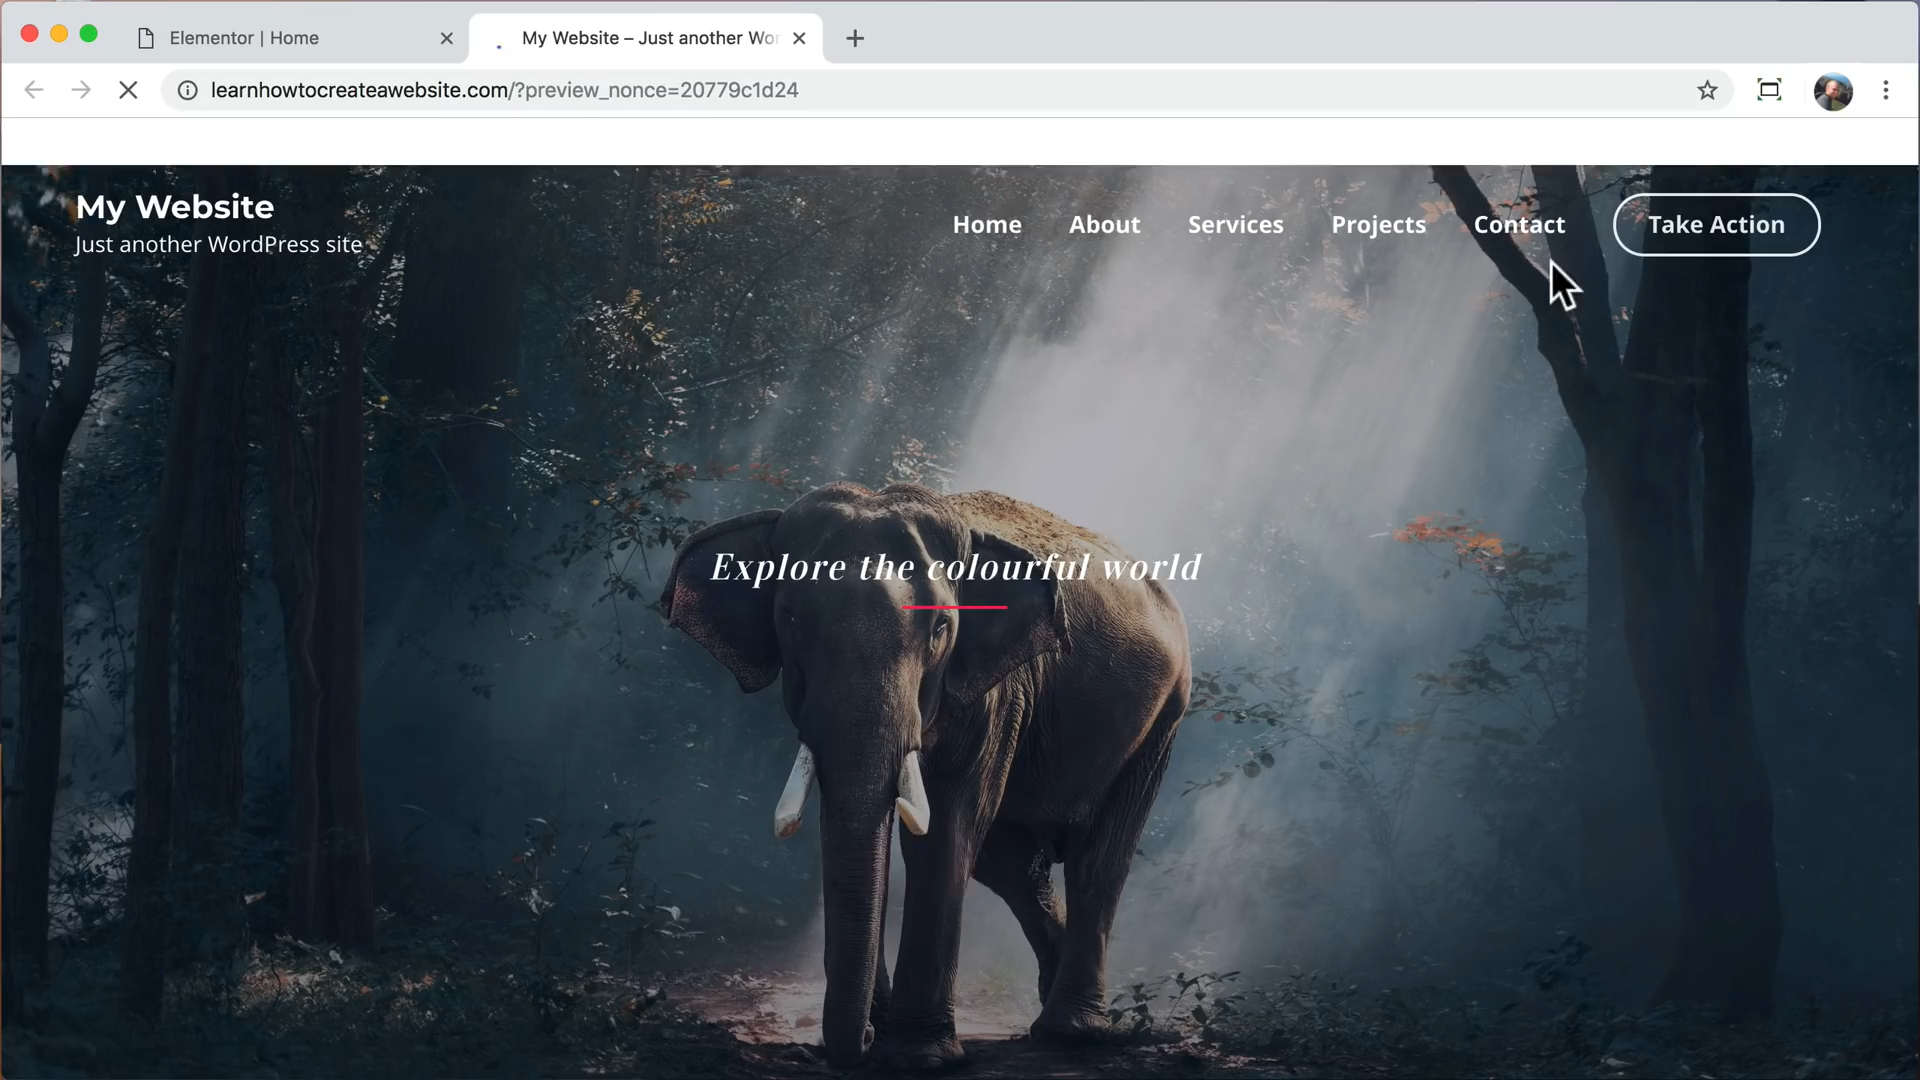 Elementor | Home
My Website – Just another Wor
learnhowtocreateawebsite.com/?preview_nonce=20779c1d24
My Website
Just another WordPress site
Home About Services Projects Contact Take Action
Explore the colourful world